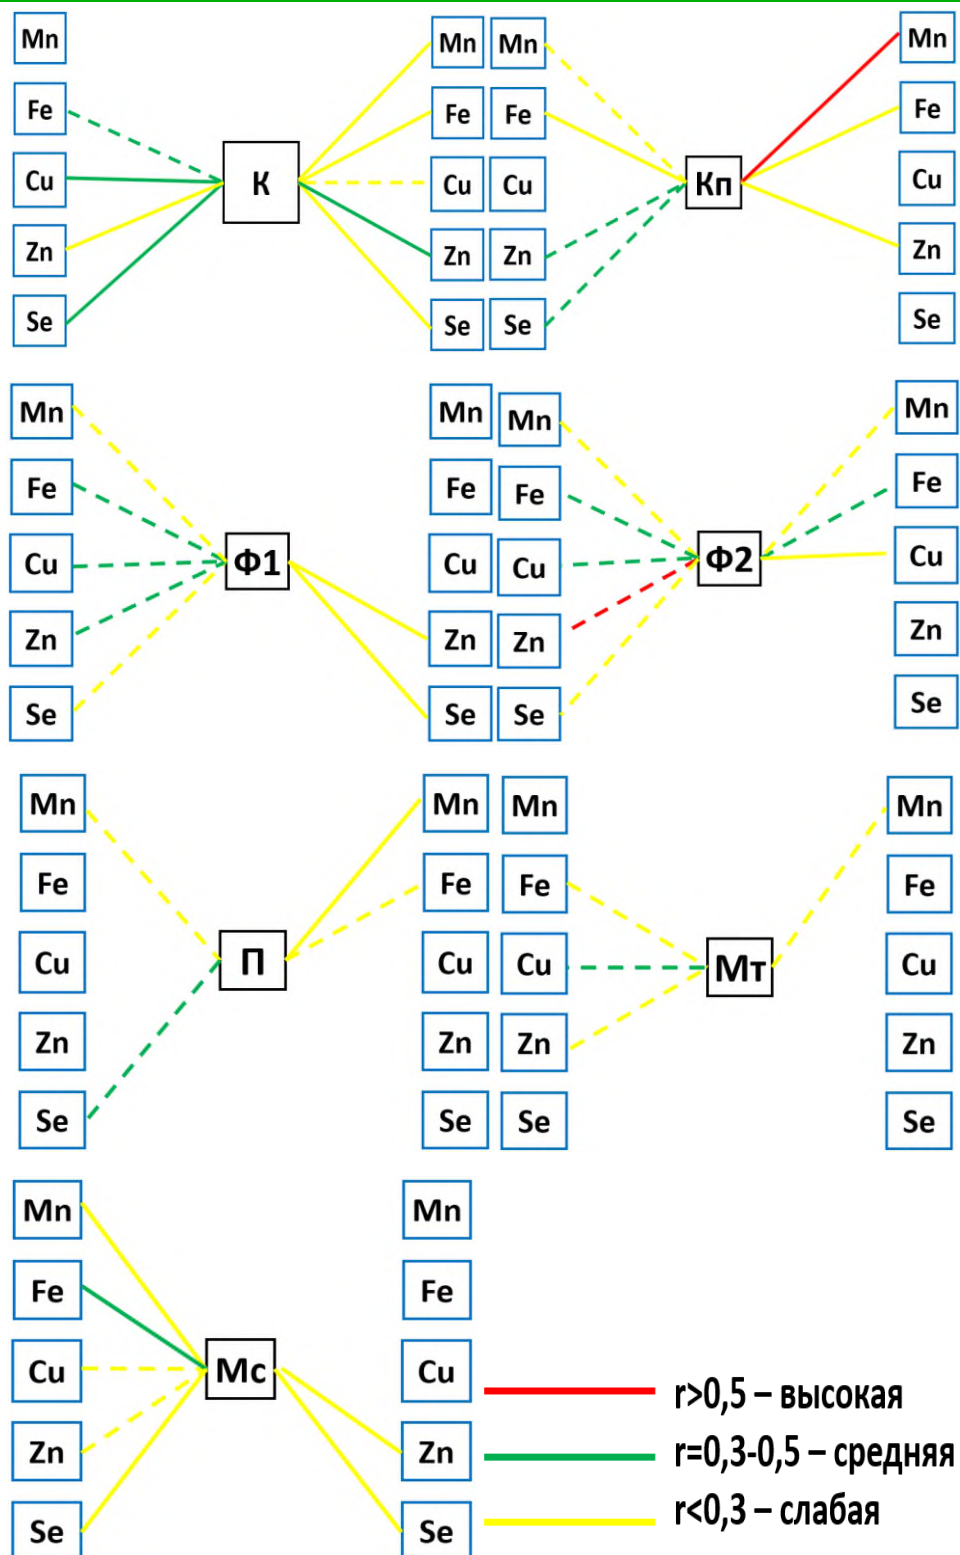 Mn Mn Mn Mn
Fe Fe Fe Fe
Cu К Cu Cu Кп Cu
Zn Zn Zn Zn
Se Se Se Se
Mn Mn Mn Mn
Fe Fe Fe Fe
Cu Ф1 Cu Cu Ф2 Cu
Zn Zn Zn Zn
Se Se Se Se
Mn Mn Mn Mn
Fe Fe Fe Fe
Cu П Cu Cu Мт Cu
Zn Zn Zn Zn
Se Se Se Se
Mn Mn
Fe Fe
Cu Мс Cu
Zn Zn
Se Se
r>0,5 – высокая
r=0,3-0,5 – средняя
r<0,3 – слабая